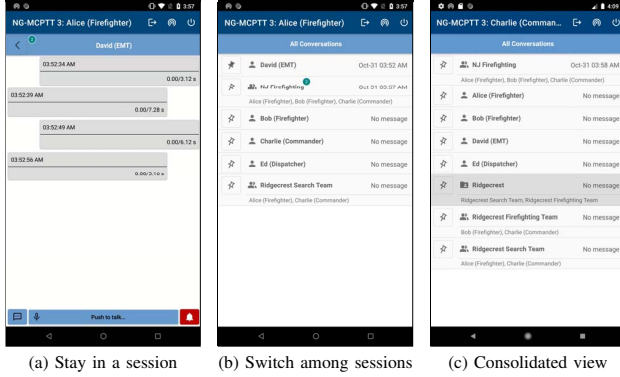 3:57
NG-MCPTT 3: Alice (Firefighter)
2
David (EMT)
03:52:34 AM
0.00/3.12 s
03:52:39 AM
0.00/7.28 s
03:52:49 AM
0.00/6.12 s
03:52:56 AM
Push to talk...
(a) Stay in a session
3:57
NG-MCPTT 3: Alice (Firefighter)
All Conversations
David (EMT)
Oct-31 03:52 AM
NJ Firefighting
Alice (Firefighter), Bob (Firefighter), Charlie (Commander)
Bob (Firefighter)
No message
Charlie (Commander)
No message
Ed (Dispatcher)
No message
Ridgecrest Search Team
No message
Alice (Firefighter), Charlie (Commander)
(b) Switch among sessions
4:09
NG-MCPTT 3: Charlie (Comman...
All Conversations
NJ Firefighting
Oct-31 03:58 AM
Alice (Firefighter), Bob (Firefighter), Charlie (Commander)
Alice (Firefighter)
No message
Bob (Firefighter)
No message
David (EMT)
No message
Ed (Dispatcher)
No message
Ridgecrest
No message
Ridgecrest Search Team, Ridgecrest Firefighting Team
Ridgecrest Firefighting Team
No message
Bob (Firefighter), Charlie (Commander)
Ridgecrest Search Team
No message
Alice (Firefighter), Charlie (Commander)
(c) Consolidated view